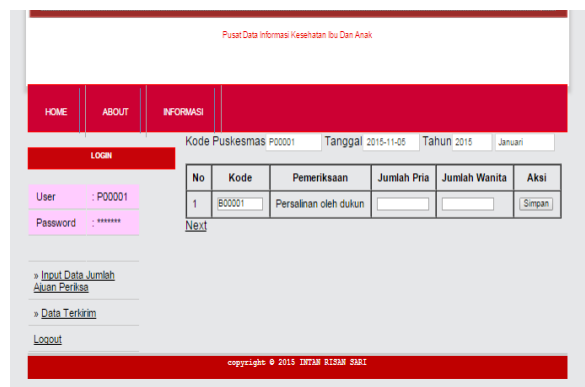 Pusat Data Informasi Kesehatan Ibu Dan Anak
HOME ABOUT INFORMASI
LOGIN
User : P00001
Password : *******
» Input Data Jumlah
Ajuan Periksa
» Data Terkirim
Logout
Kode Puskesmas P00001 Tanggal 2015-11-05 Tahun 2015 Januari
No Kode Pemeriksaan Jumlah Pria Jumlah Wanita Aksi
1 B00001 Persalinan oleh dukun Simpan
Next
copyright © 2015 INTAN RISAN SARI